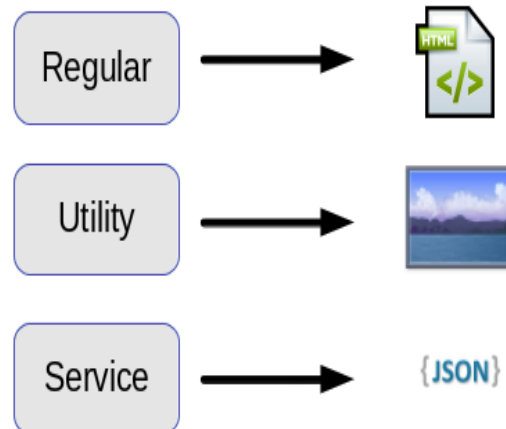 Regular
HTML
</>
Utility
Service
{JSON}